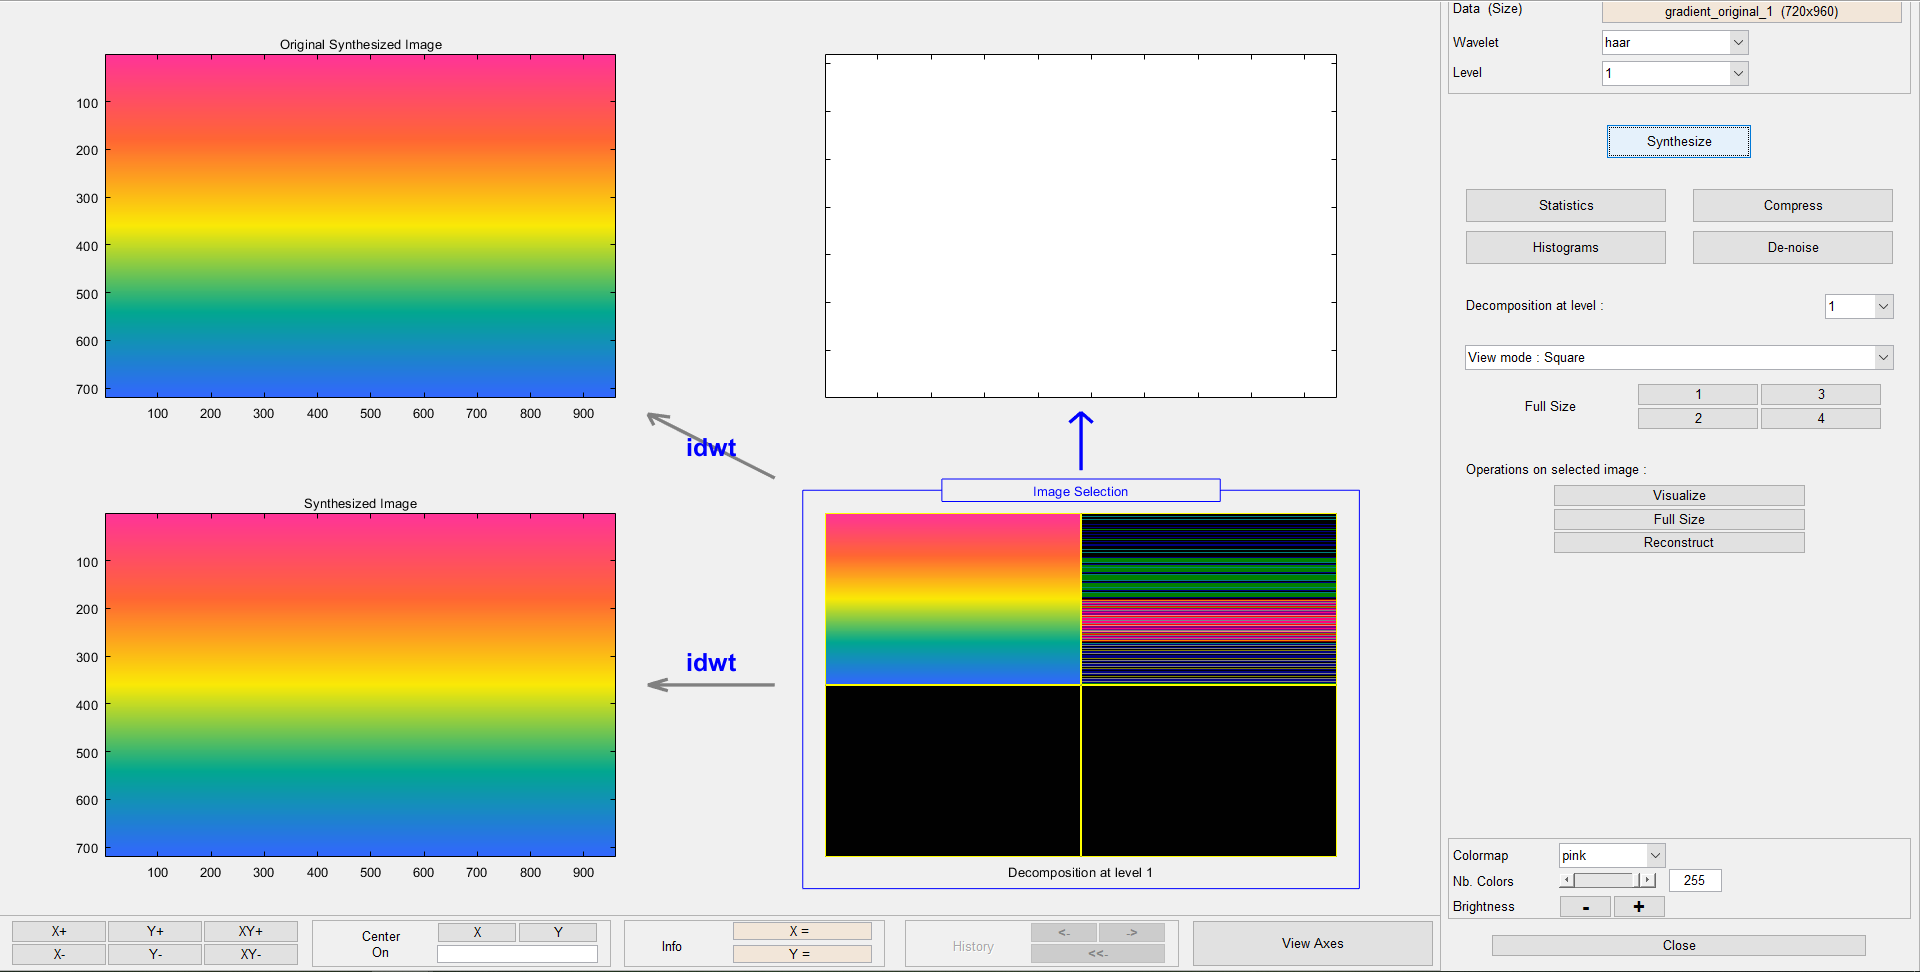 Original Synthesized Image
100
200
300
400
500
600
700
100 200 300 400 500 600 700 800 900
idwt
Synthesized Image
100
200
300
400
500
600
700
100 200 300 400 500 600 700 800 900
idwt
Image Selection
Decomposition at level 1
Data (Size) gradient_original_1 (720x960)
Wavelet haar
Level 1
Synthesize
Statistics Compress
Histograms De-noise
Decomposition at level : 1
View mode : Square
Full Size
1 3
2 4
Operations on selected image :
Visualize
Full Size
Reconstruct
Colormap pink
Nb. Colors 255
Brightness - +
Close
X+ Y+ XY+
X- Y- XY-
Center
On
X Y
Info
X =
Y =
History
<- ->
<<-
View Axes